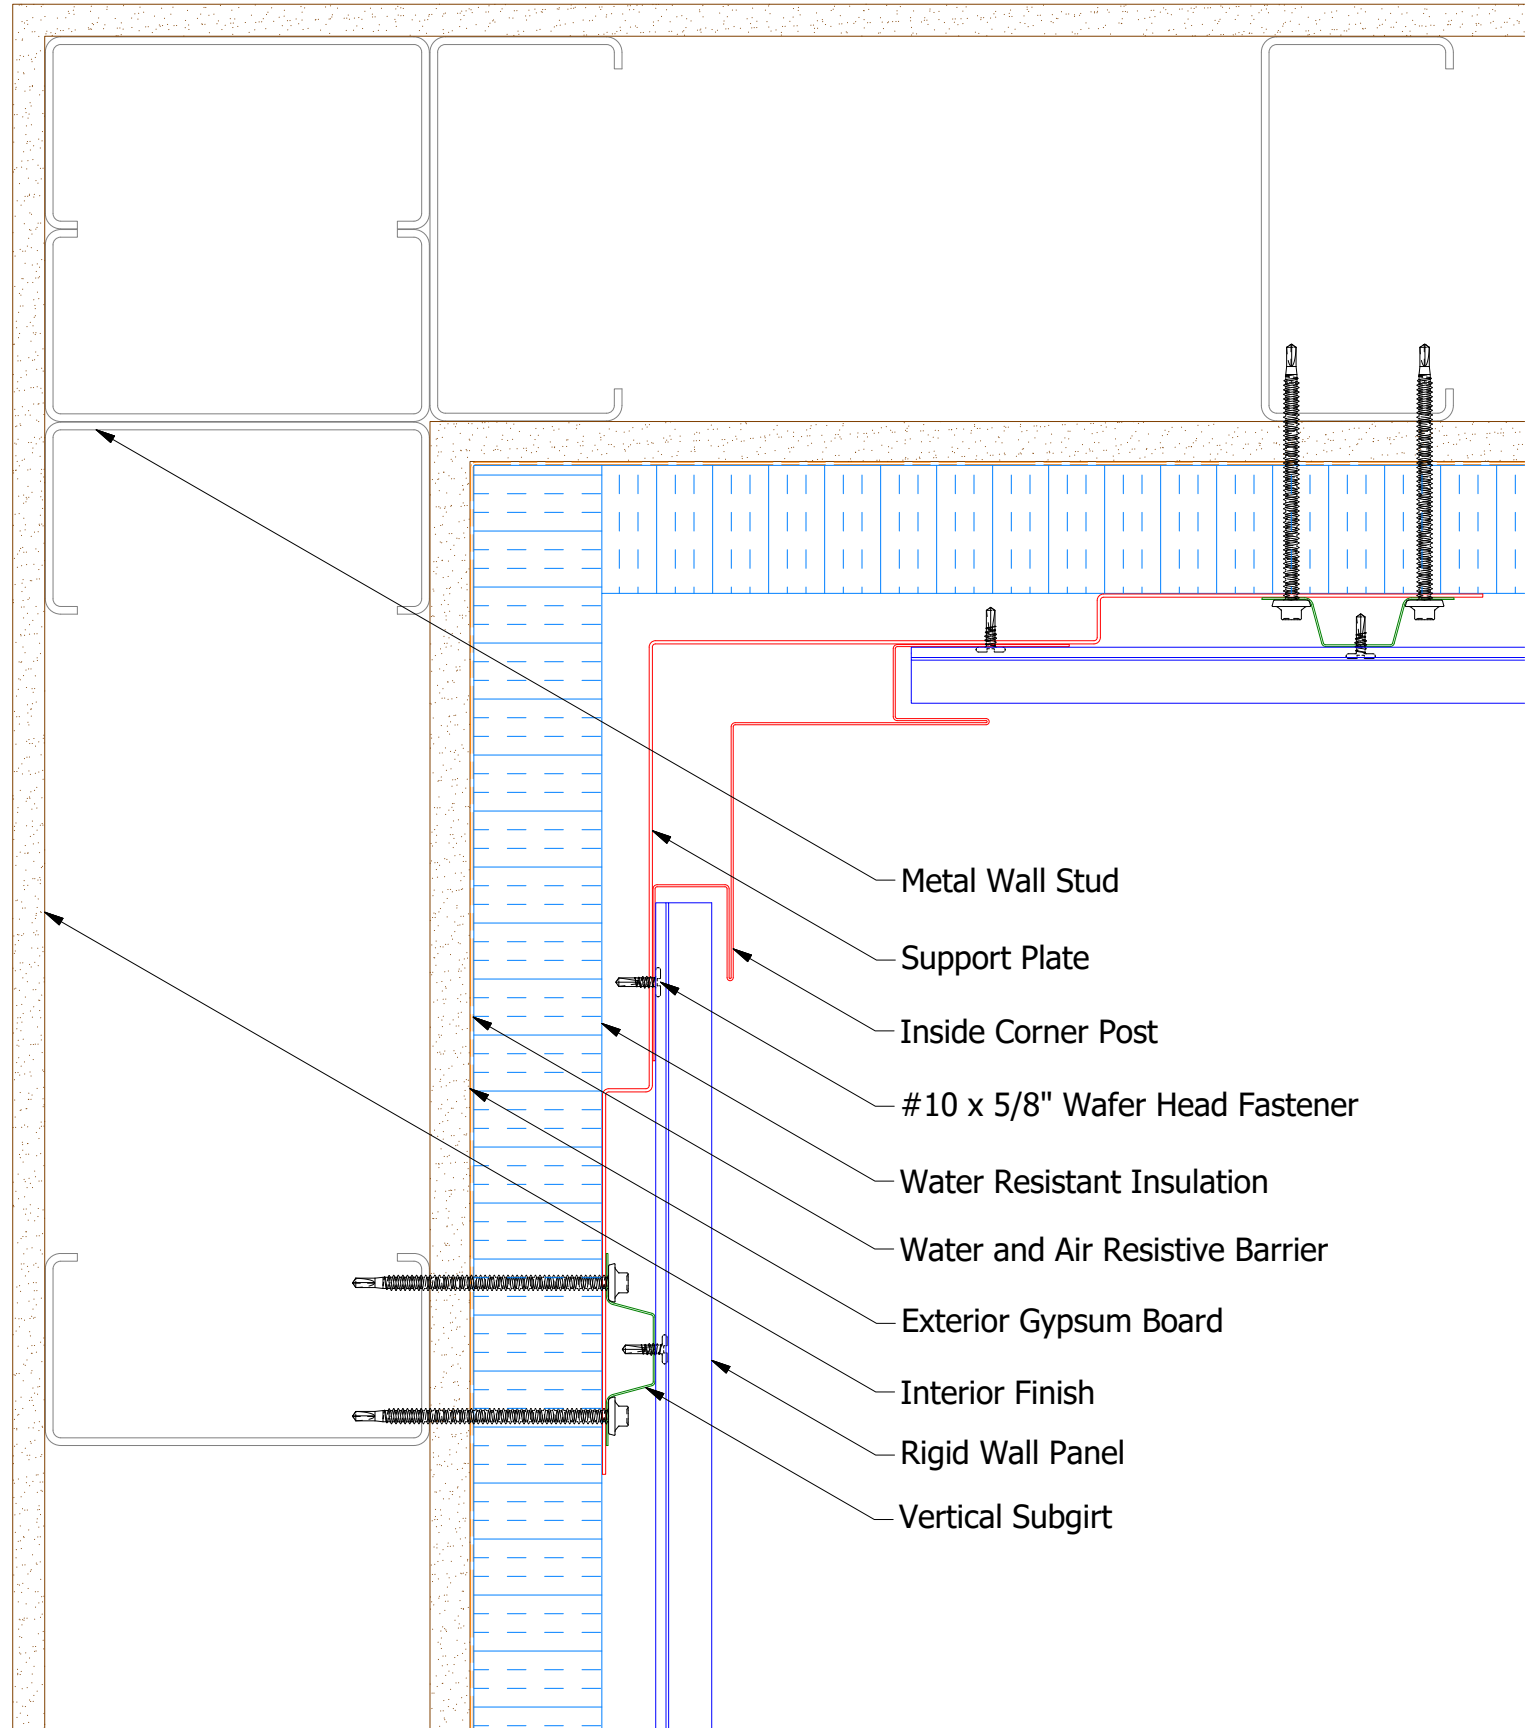 Metal Wall Stud
Support Plate
Inside Corner Post
#10 x 5/8" Wafer Head Fastener
Water Resistant Insulation
Water and Air Resistive Barrier
Exterior Gypsum Board
Interior Finish
Rigid Wall Panel
Vertical Subgirt